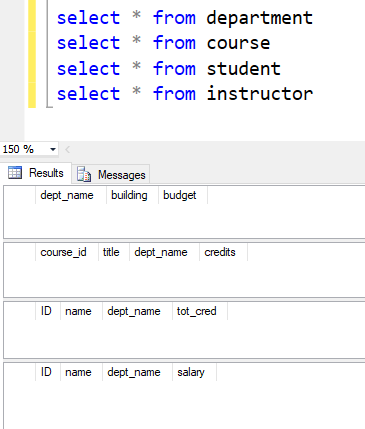 select * from department
select * from course
select * from student
select * from instructor
150 %
Results Messages
dept_name building budget
course_id title dept_name credits
ID name dept_name tot_cred
ID name dept_name salary